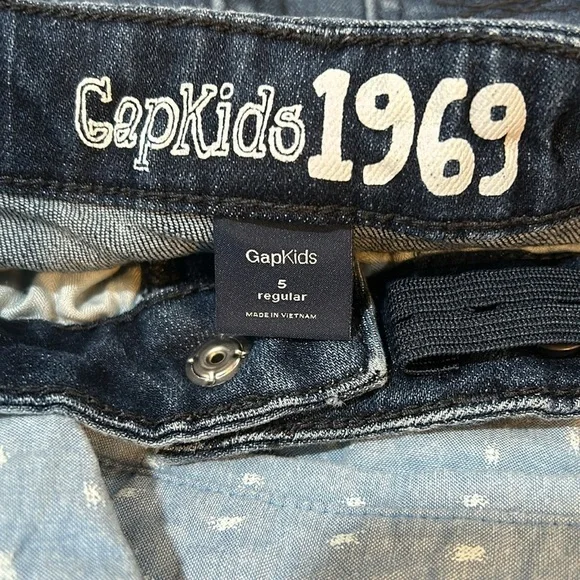 GapKids 1969
GapKids
5
regular
MADE IN VIETNAM